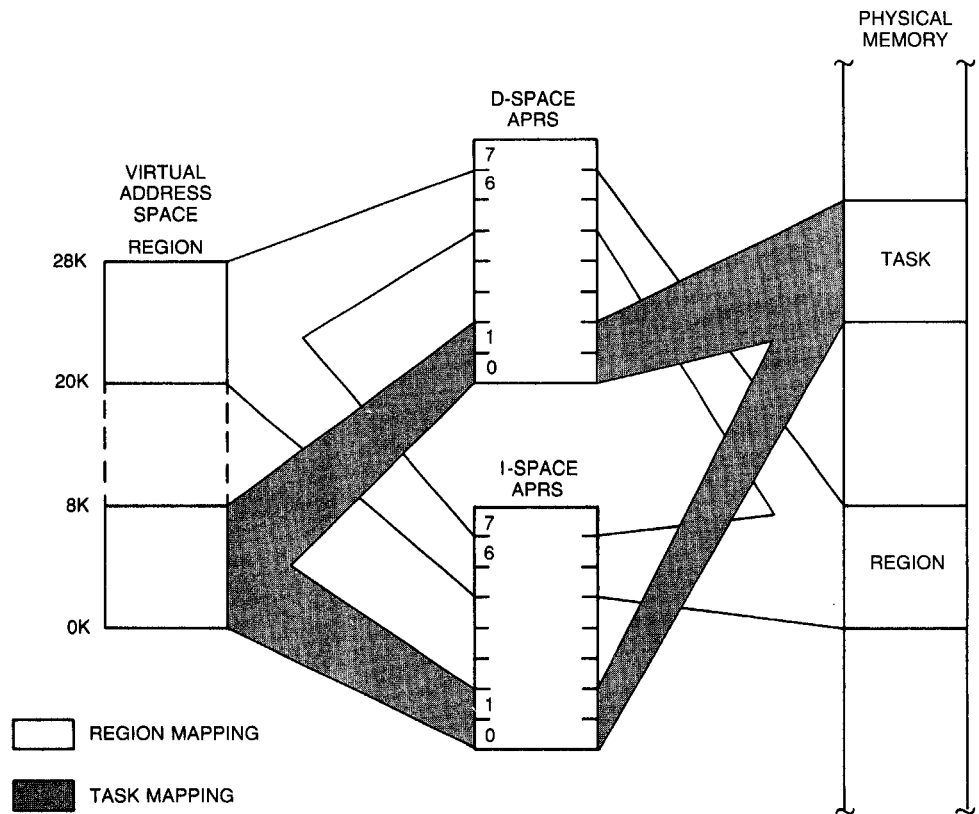 PHYSICAL
MEMORY
D-SPACE
APRS
7
6
1
0
VIRTUAL
ADDRESS
SPACE
REGION
28K
20K
8K
0K
I-SPACE
APRS
7
6
1
0
TASK
REGION
REGION MAPPING
TASK MAPPING